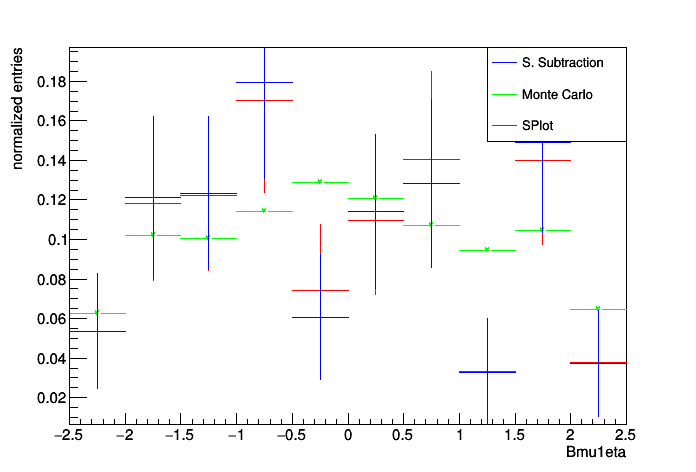 normalized entries
S. Subtraction
Monte Carlo
SPlot
0.18
0.16
0.14
0.12
0.1
0.08
0.06
0.04
0.02
−2.5 −2 −1.5 −1 −0.5 0 0.5 1 1.5 2 2.5
Bmu1eta